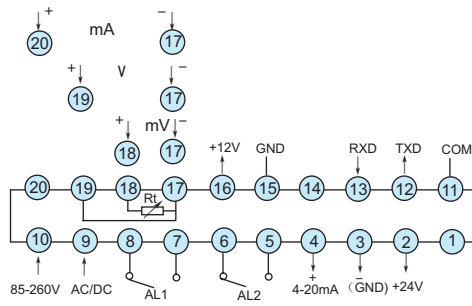 + mA −
20 17
+ V −
19 17
+ mV −
18 17
+12V GND RXD TXD COM
20 19 18 17 16 15 14 13 12 11
Rt
10 9 8 7 6 5 4 3 2 1
+ −
85-260V AC/DC AL1 AL2 4-20mA (GND) +24V